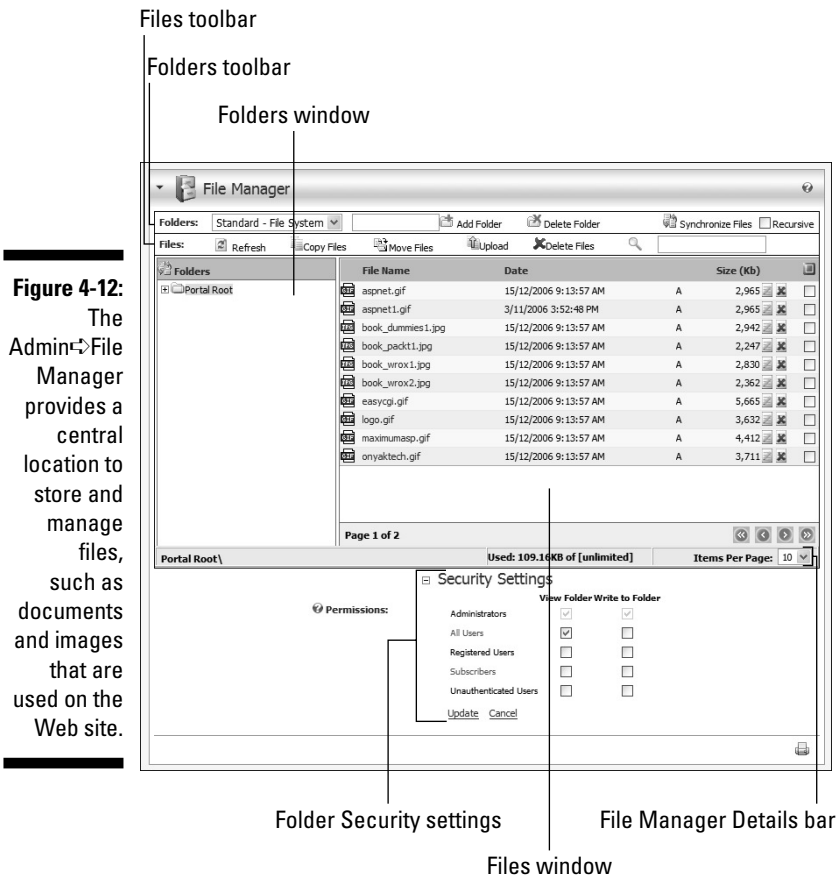 Files toolbar
Folders toolbar
Folders window
File Manager
Folders: Standard - File System Add Folder Delete Folder Synchronize Files Recursive
Files: Refresh Copy Files Move Files Upload Delete Files
Folders
File Name Date Size (Kb)
Portal Root
aspnet.gif 15/12/2006 9:13:57 AM A 2,965
aspnet1.gif 3/11/2006 3:52:48 PM A 2,965
book_dummies1.jpg 15/12/2006 9:13:57 AM A 2,942
book_packt1.jpg 15/12/2006 9:13:57 AM A 2,247
book_wrox1.jpg 15/12/2006 9:13:57 AM A 2,830
book_wrox2.jpg 15/12/2006 9:13:57 AM A 2,362
easycgi.gif 15/12/2006 9:13:57 AM A 5,665
logo.gif 15/12/2006 9:13:57 AM A 3,632
maximumasp.gif 15/12/2006 9:13:57 AM A 4,412
onyaktech.gif 15/12/2006 9:13:57 AM A 3,711
Page 1 of 2
Portal Root\ Used: 109.16KB of [unlimited] Items Per Page: 10
Security Settings
Permissions:
View Folder Write to Folder
Administrators
All Users
Registered Users
Subscribers
Unauthenticated Users
Update Cancel
Figure 4-12:
The
Admin➪File
Manager
provides a
central
location to
store and
manage
files,
such as
documents
and images
that are
used on the
Web site.
Folder Security settings
File Manager Details bar
Files window